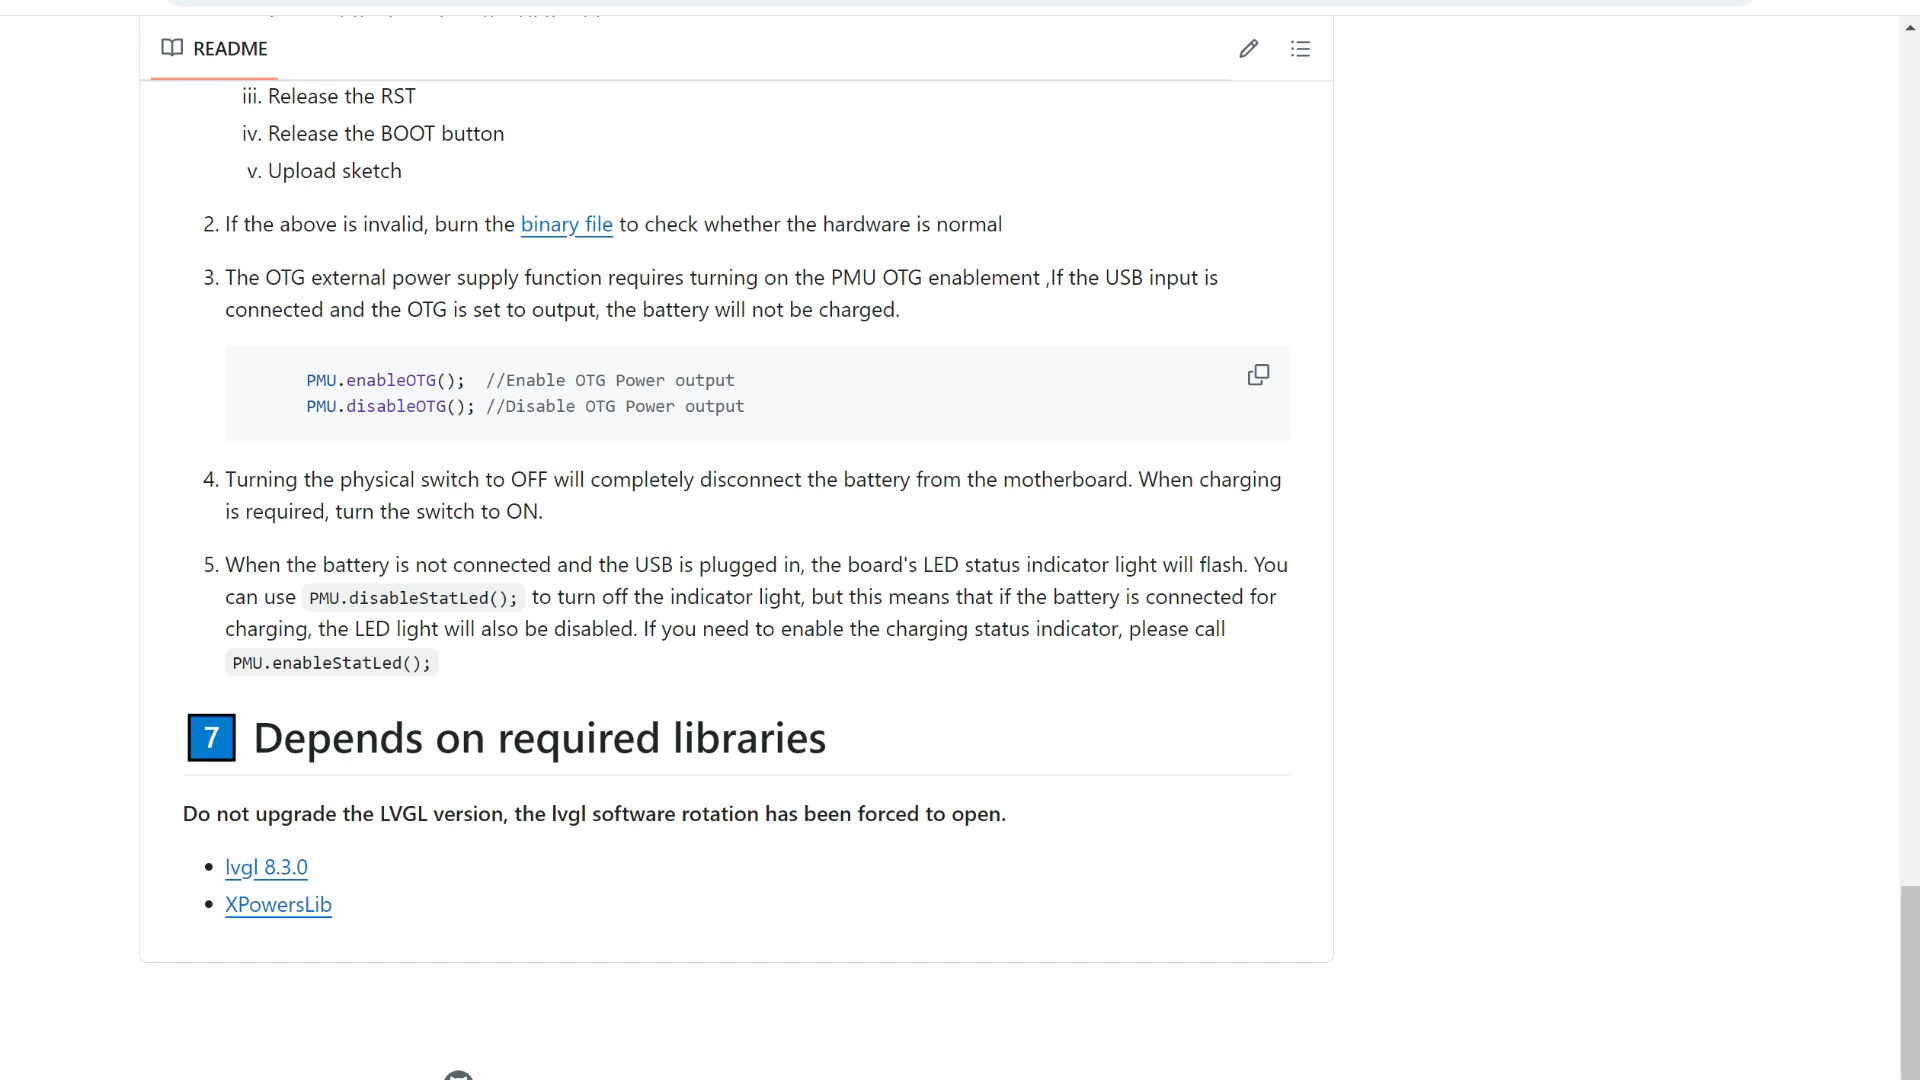 README
iii. Release the RST
iv. Release the BOOT button
v. Upload sketch
2. If the above is invalid, burn the binary file to check whether the hardware is normal
3. The OTG external power supply function requires turning on the PMU OTG enablement ,If the USB input is
connected and the OTG is set to output, the battery will not be charged.
PMU.enableOTG();  //Enable OTG Power output
PMU.disableOTG(); //Disable OTG Power output
4. Turning the physical switch to OFF will completely disconnect the battery from the motherboard. When charging
is required, turn the switch to ON.
5. When the battery is not connected and the USB is plugged in, the board's LED status indicator light will flash. You
can use PMU.disableStatLed(); to turn off the indicator light, but this means that if the battery is connected for
charging, the LED light will also be disabled. If you need to enable the charging status indicator, please call
PMU.enableStatLed();
7 Depends on required libraries
Do not upgrade the LVGL version, the lvgl software rotation has been forced to open.
• lvgl 8.3.0
• XPowersLib